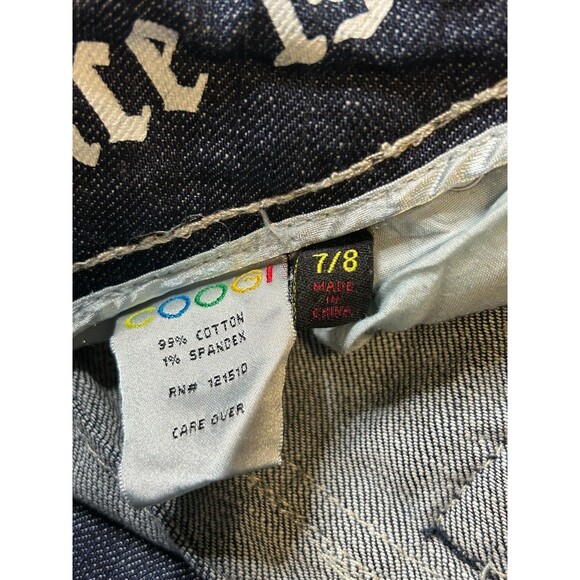 7/8
MADE
IN
CHINA
COOGI
99% COTTON
1% SPANDEX
RN# 121510
CARE OVER